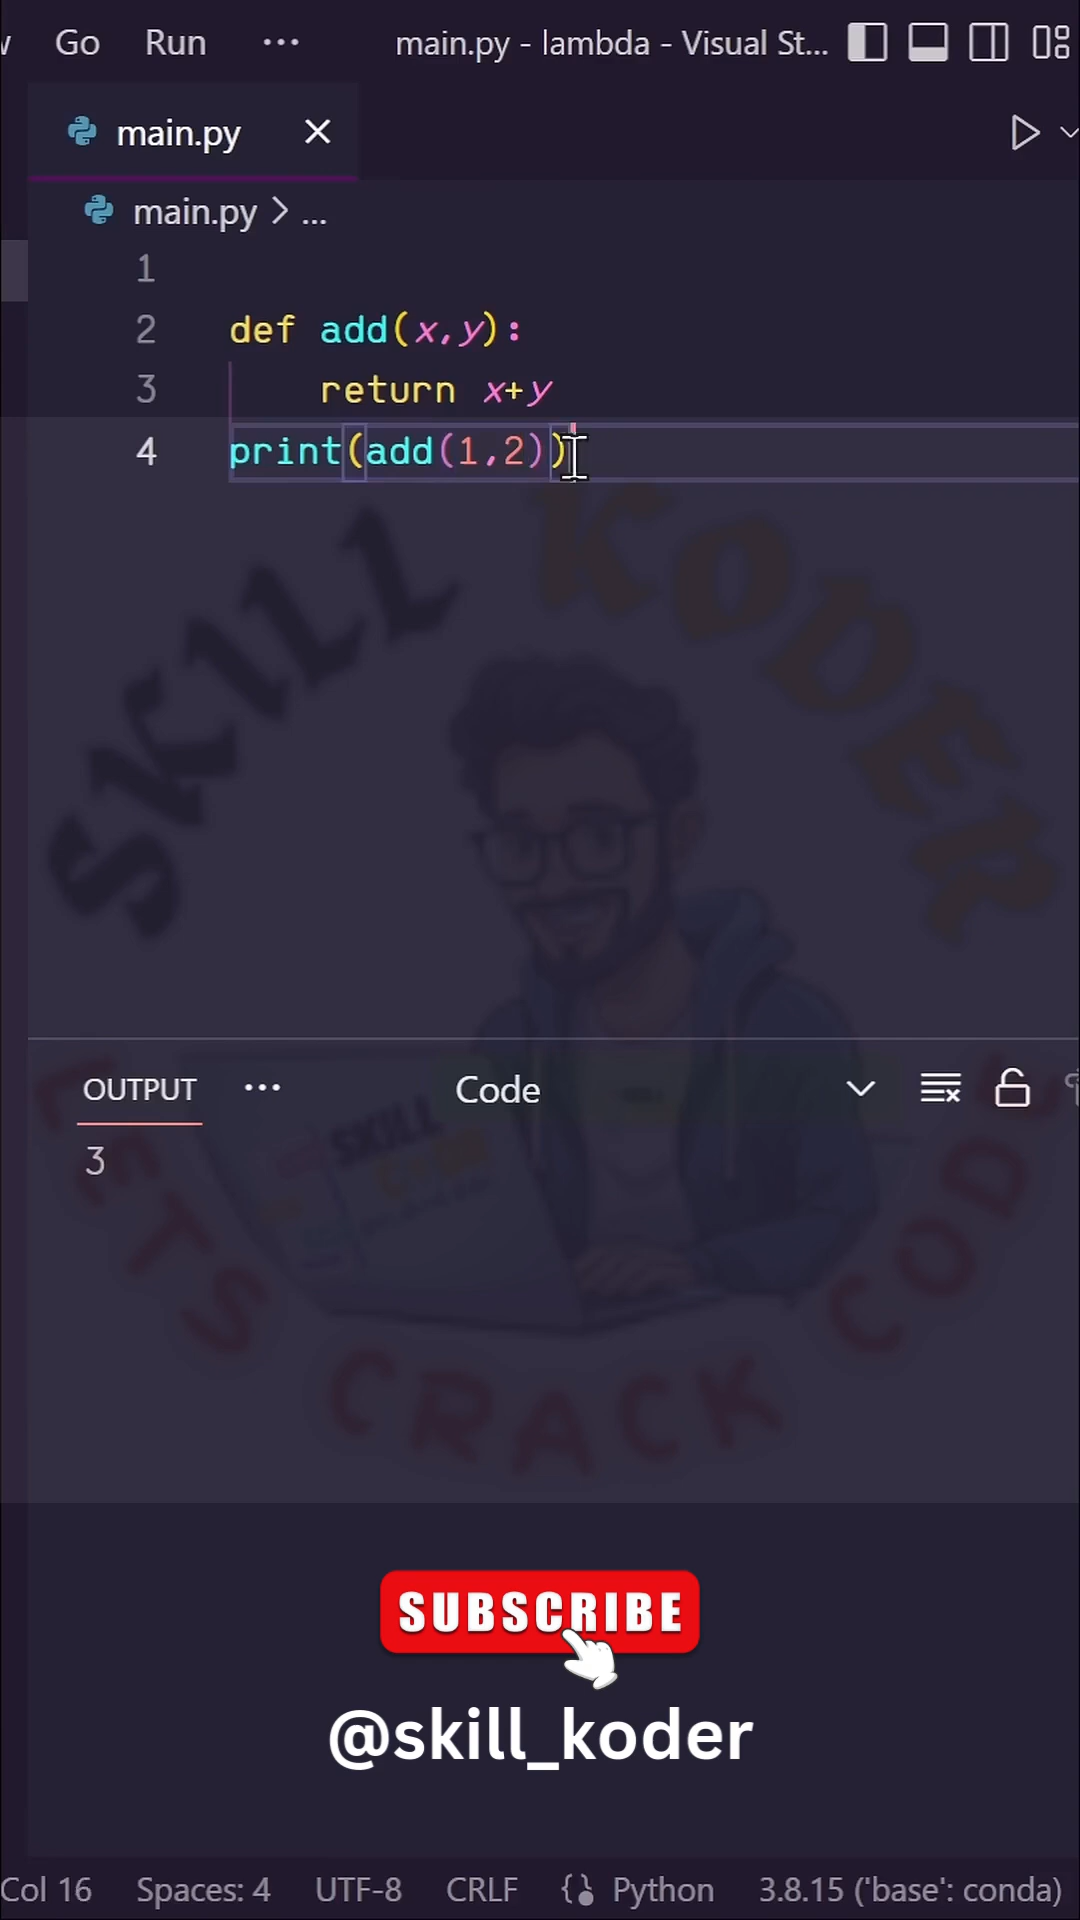 Go Run ... main.py - lambda - Visual St...
main.py
main.py > ...
1
2 def add(x,y):
3     return x+y
4 print(add(1,2))
SKILL KODER
OUTPUT ... Code
3
SKILL
LETS CRACK CODE
SUBSCRIBE
@skill_koder
Col 16 Spaces: 4 UTF-8 CRLF Python 3.8.15 ('base': conda)